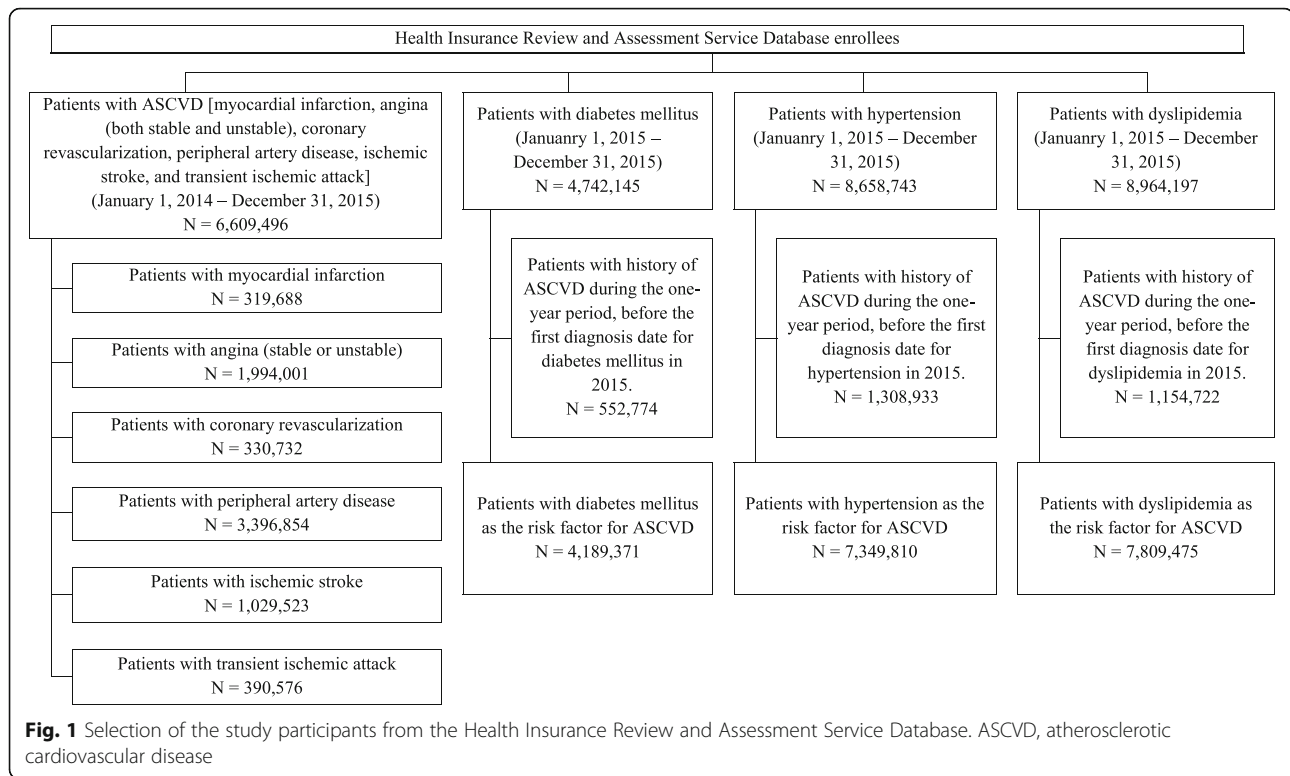 Health Insurance Review and Assessment Service Database enrollees
Patients with ASCVD [myocardial infarction, angina
(both stable and unstable), coronary
revascularization, peripheral artery disease, ischemic
stroke, and transient ischemic attack]
(January 1, 2014 – December 31, 2015)
N = 6,609,496
Patients with myocardial infarction
N = 319,688
Patients with angina (stable or unstable)
N = 1,994,001
Patients with coronary revascularization
N = 330,732
Patients with peripheral artery disease
N = 3,396,854
Patients with ischemic stroke
N = 1,029,523
Patients with transient ischemic attack
N = 390,576
Patients with diabetes mellitus
(Januanry 1, 2015 –
December 31, 2015)
N = 4,742,145
Patients with history of
ASCVD during the one-
year period, before the
first diagnosis date for
diabetes mellitus in
2015.
N = 552,774
Patients with diabetes mellitus
as the risk factor for ASCVD
N = 4,189,371
Patients with hypertension
(Januanry 1, 2015 – December
31, 2015)
N = 8,658,743
Patients with history of
ASCVD during the one-
year period, before the first
diagnosis date for
hypertension in 2015.
N = 1,308,933
Patients with hypertension as the
risk factor for ASCVD
N = 7,349,810
Patients with dyslipidemia
(Januanry 1, 2015 – December
31, 2015)
N = 8,964,197
Patients with history of
ASCVD during the one-
year period, before the
first diagnosis date for
dyslipidemia in 2015.
N = 1,154,722
Patients with dyslipidemia as
the risk factor for ASCVD
N = 7,809,475
Fig. 1 Selection of the study participants from the Health Insurance Review and Assessment Service Database. ASCVD, atherosclerotic
cardiovascular disease